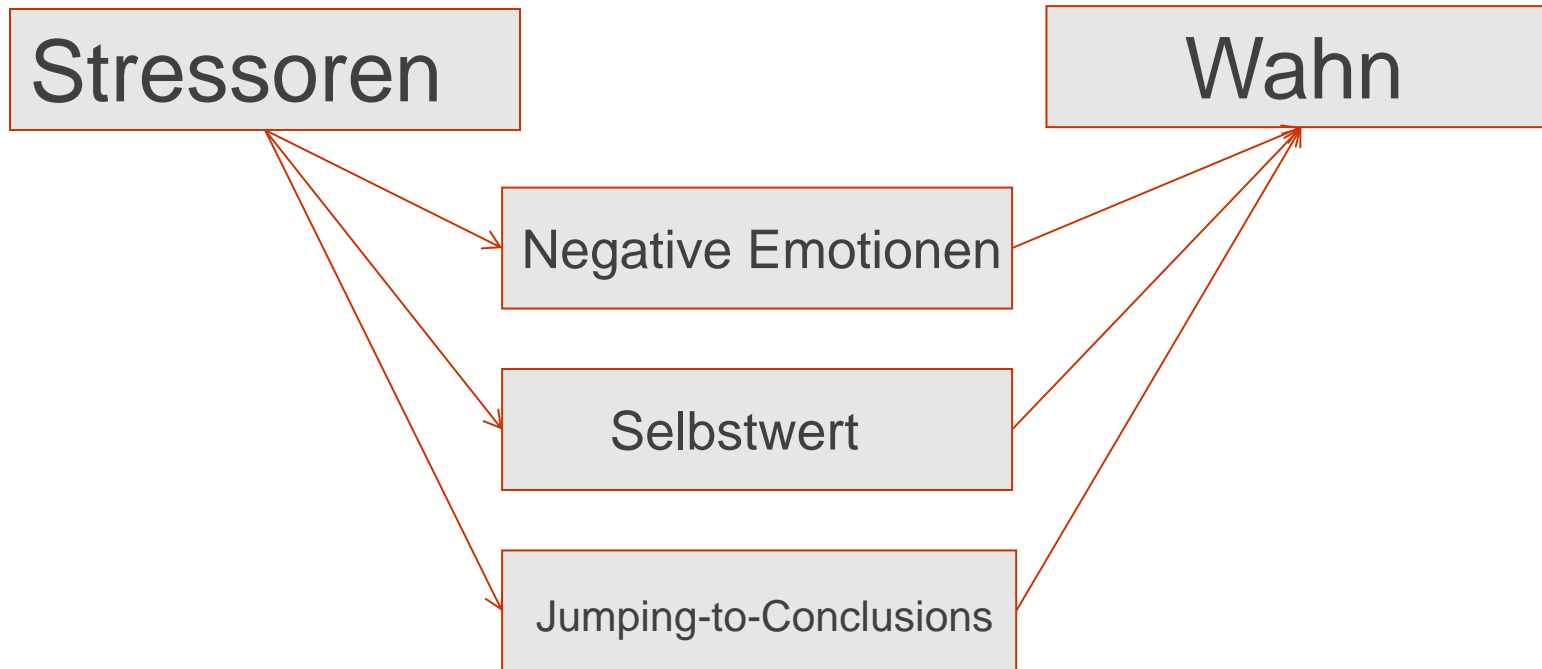 Stressoren
Wahn
Negative Emotionen
Selbstwert
Jumping-to-Conclusions